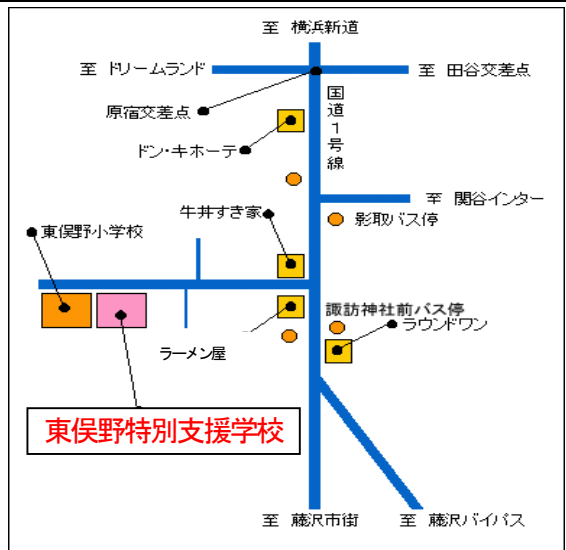 至 横浜新道
至 ドリームランド
至 田谷交差点
原宿交差点
国道1号線
ドン・キホーテ
至 関谷インター
牛丼すき家
影取バス停
東俣野小学校
諏訪神社前バス停
ラウンドワン
ラーメン屋
東俣野特別支援学校
至 藤沢市街
至 藤沢バイパス